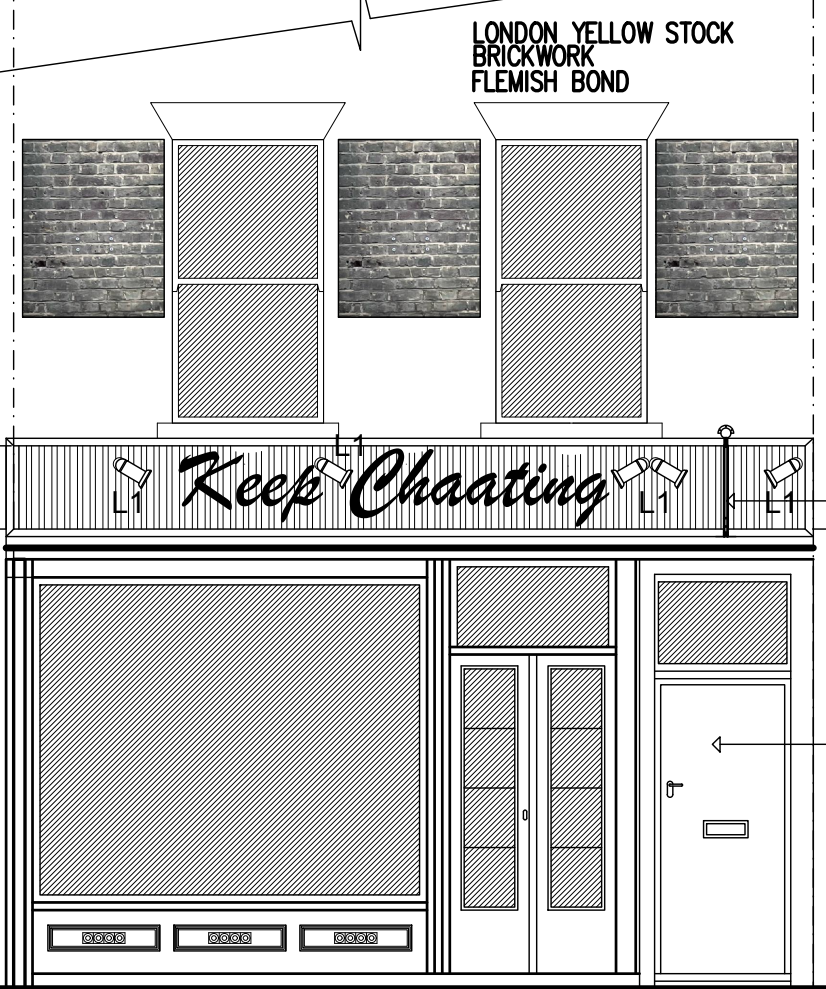 LONDON YELLOW STOCK
BRICKWORK
FLEMISH BOND
L1
Keep Chaating
L1
L1
L1